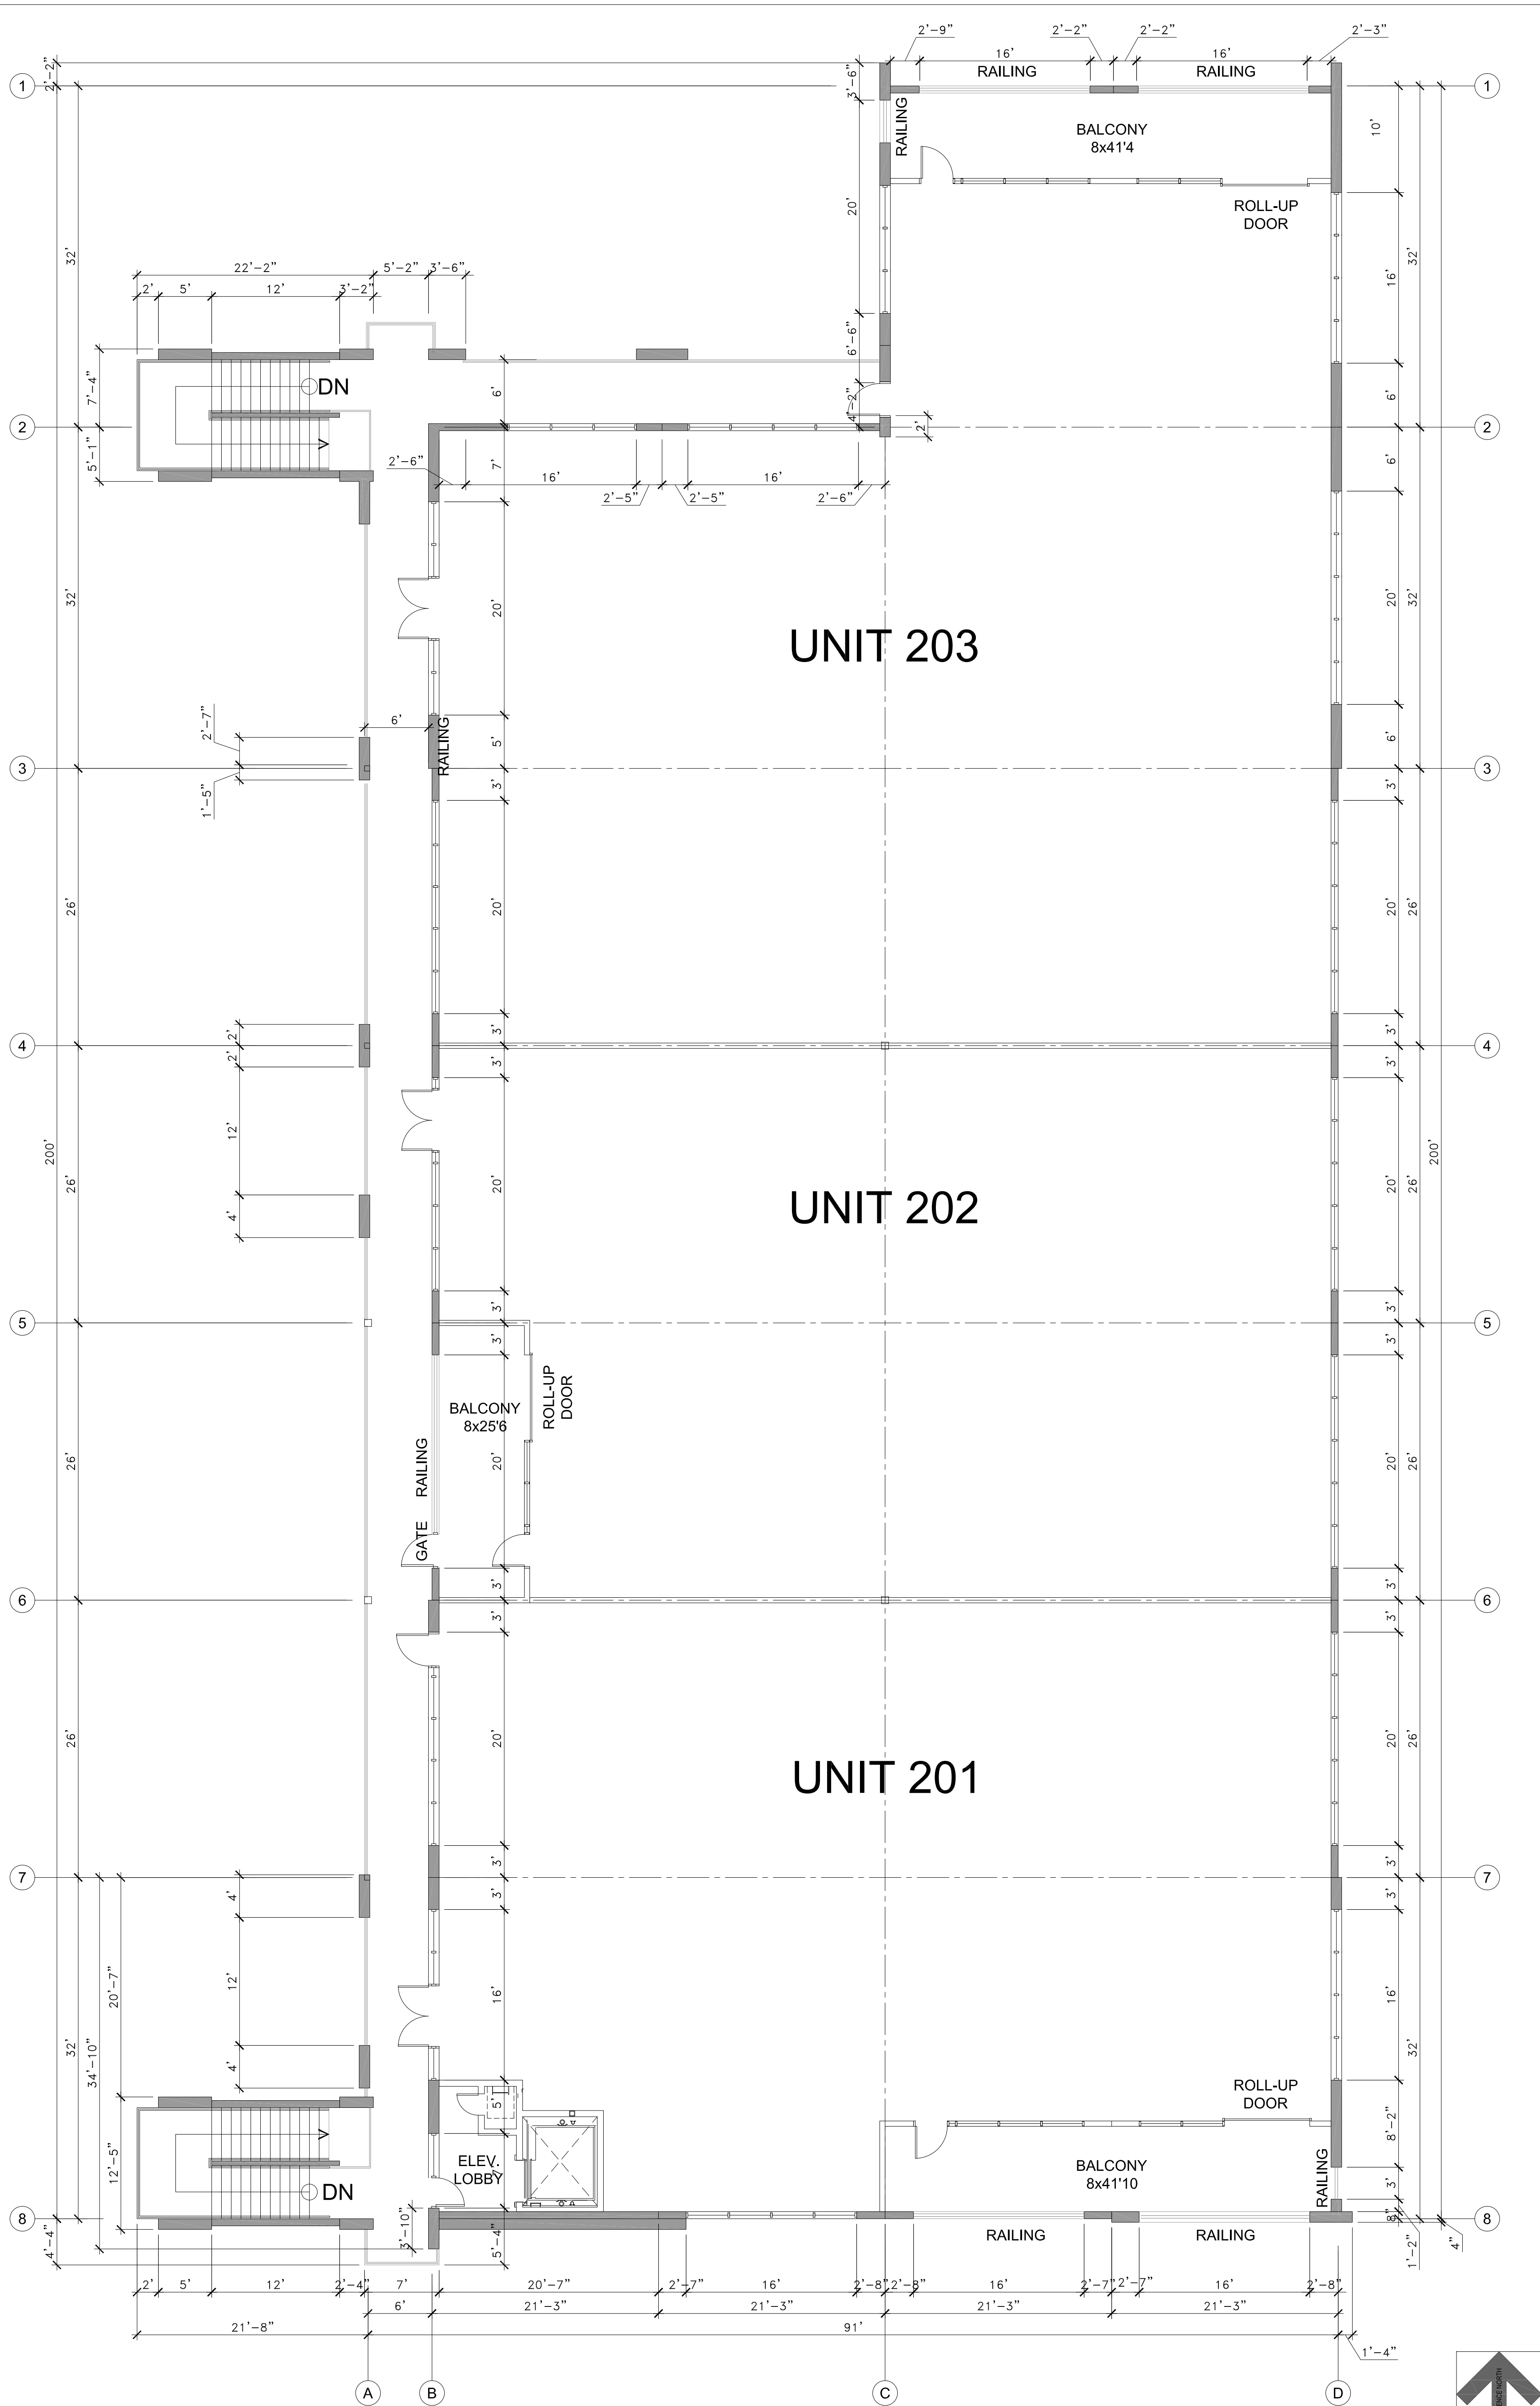 2'-9" 2'-2" 2'-2" 2'-3"
16' 16'
RAILING RAILING
2'-2"
1 1
3'-6"
RAILING
BALCONY
8x41'4
10'
ROLL-UP
DOOR
20'
32' 16' 32'
22'-2" 5'-2" 3'-6"
2' 5' 12' 3'-2"
6'-6"
7'-4"
DN
6'
4'-2"
6'
2 2
2'
5'-1"
2'-6"
7'
6'
16' 16'
2'-5" 2'-5" 2'-6"
32' 20' 20' 32'
UNIT 203
2'-7"
6'
RAILING
5' 6'
3 3
1'-5"
3' 3'
26' 20' 20' 26'
2' 3' 3'
4 4
2' 3' 3'
12'
200' 200'
26' 20' 20' 26'
UNIT 202
4'
3' 3'
5 5
3' 3'
ROLL-UP
DOOR
BALCONY
8x25'6
RAILING
26' 20' 20' 26'
GATE
3' 3'
6 6
3' 3'
26' 20' 20' 26'
UNIT 201
3' 3'
7 7
4' 3' 3'
20'-7"
12'
16' 16'
34'-10"
32' 32'
4'
5'
ROLL-UP
DOOR
8'-2"
12'-5"
ELEV.
LOBBY
BALCONY
8x41'10
RAILING
DN
3'
8 8
8"
4'-4" 3'-10" 5'-4"
RAILING RAILING
1'-2" 4"
2' 5' 12' 2'-4" 7' 20'-7" 2'-7" 16' 2'-8" 2'-8" 16' 2'-7" 2'-7" 16' 2'-8"
6' 21'-3" 21'-3" 21'-3" 21'-3"
21'-8" 91'
1'-4"
A B C D
NORTH